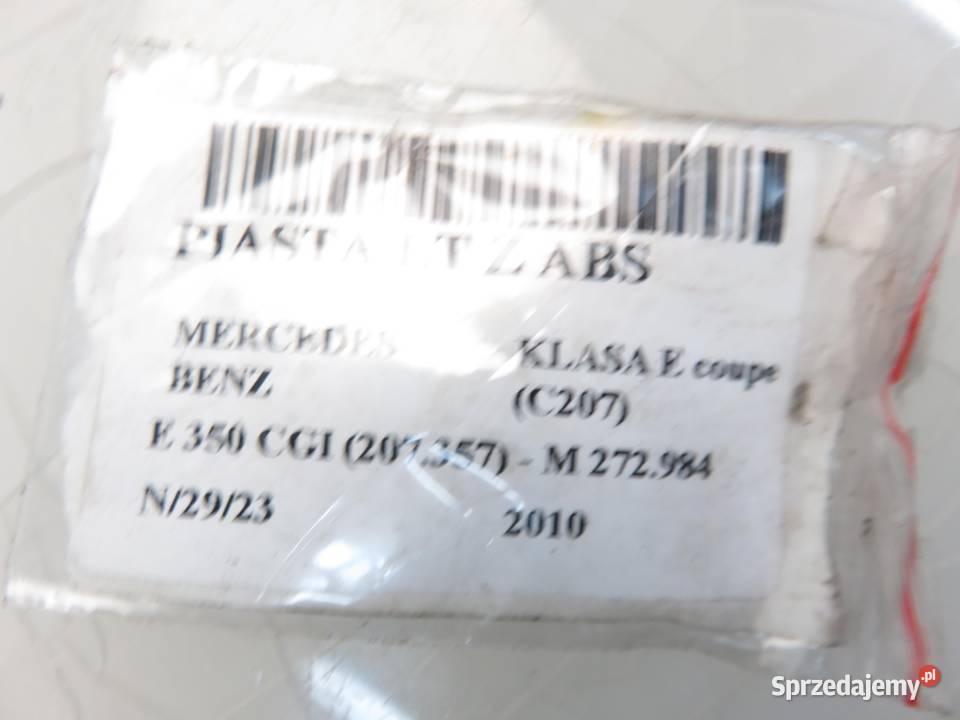 PIASTA LT Z ABS
MERCEDES BENZ
KLASA E coupe (C207)
E 350 CGI (207.357) - M 272.984
N/29/23
2010
Sprzedajemy.pl